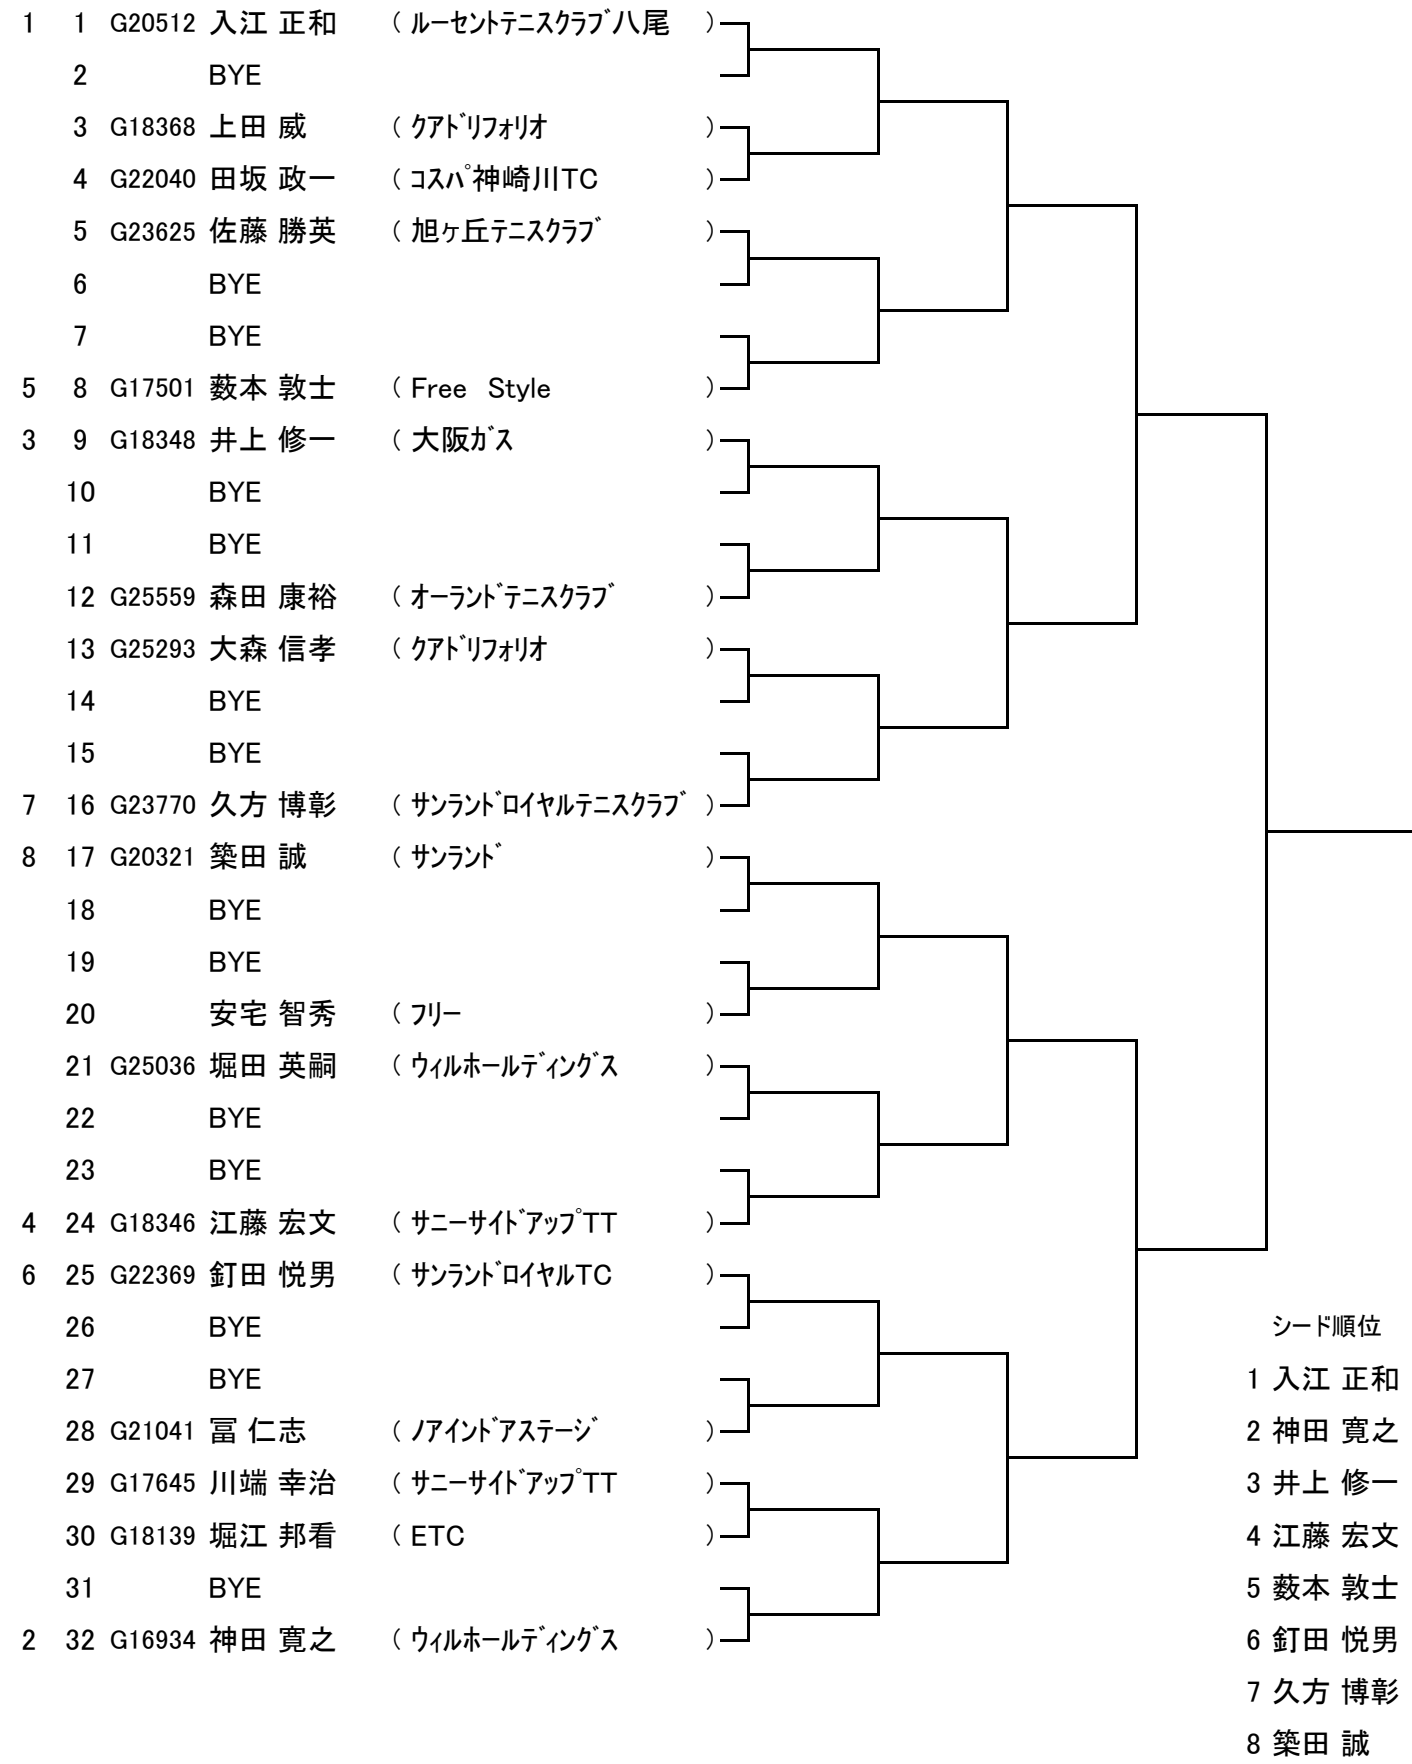 1 1 G20512 入江 正和 ( ﾙｰｾﾝﾄﾃﾆｽｸﾗﾌﾞ八尾 )
2 BYE
3 G18368 上田 威 ( ｸｱﾄﾞﾘﾌｫﾘｵ )
4 G22040 田坂 政一 ( ｺｽﾊﾟ神崎川TC )
5 G23625 佐藤 勝英 ( 旭ヶ丘ﾃﾆｽｸﾗﾌﾞ )
6 BYE
7 BYE
5 8 G17501 薮本 敦士 ( Free Style )
3 9 G18348 井上 修一 ( 大阪ｶﾞｽ )
10 BYE
11 BYE
12 G25559 森田 康裕 ( ｵｰﾗﾝﾄﾞﾃﾆｽｸﾗﾌﾞ )
13 G25293 大森 信孝 ( ｸｱﾄﾞﾘﾌｫﾘｵ )
14 BYE
15 BYE
7 16 G23770 久方 博彰 ( ｻﾝﾗﾝﾄﾞﾛｲﾔﾙﾃﾆｽｸﾗﾌﾞ )
8 17 G20321 築田 誠 ( ｻﾝﾗﾝﾄﾞ )
18 BYE
19 BYE
20 安宅 智秀 ( ﾌﾘｰ )
21 G25036 堀田 英嗣 ( ｳｨﾙﾎｰﾙﾃﾞｨﾝｸﾞｽ )
22 BYE
23 BYE
4 24 G18346 江藤 宏文 ( ｻﾆｰｻｲﾄﾞｱｯﾌﾟTT )
6 25 G22369 釘田 悦男 ( ｻﾝﾗﾝﾄﾞﾛｲﾔﾙTC )
26 BYE
27 BYE
28 G21041 冨 仁志 ( ﾉｱｲﾝﾄﾞｱｽﾃｰｼﾞ )
29 G17645 川端 幸治 ( ｻﾆｰｻｲﾄﾞｱｯﾌﾟTT )
30 G18139 堀江 邦看 ( ETC )
31 BYE
2 32 G16934 神田 寛之 ( ｳｨﾙﾎｰﾙﾃﾞｨﾝｸﾞｽ )
シード順位
1 入江 正和
2 神田 寛之
3 井上 修一
4 江藤 宏文
5 薮本 敦士
6 釘田 悦男
7 久方 博彰
8 築田 誠